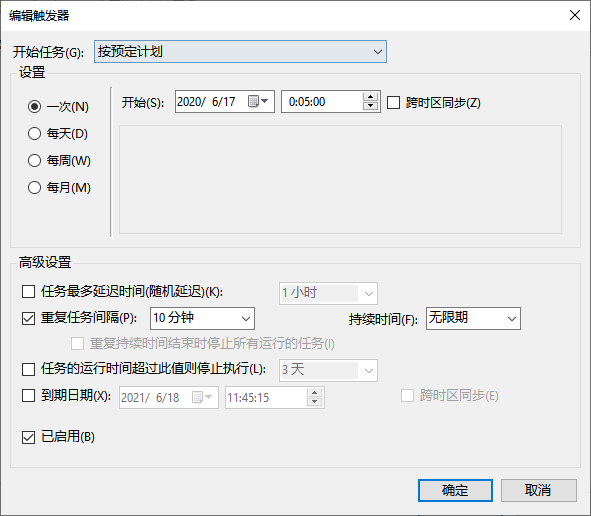 编辑触发器
开始任务(G): 按预定计划
设置
一次(N)
每天(D)
每周(W)
每月(M)
开始(S): 2020/ 6/17 0:05:00 跨时区同步(Z)
高级设置
任务最多延迟时间(随机延迟)(K): 1 小时
重复任务间隔(P): 10 分钟 持续时间(F): 无限期
重复持续时间结束时停止所有运行的任务(I)
任务的运行时间超过此值则停止执行(L): 3 天
到期日期(X): 2021/ 6/18 11:45:15 跨时区同步(E)
已启用(B)
确定 取消